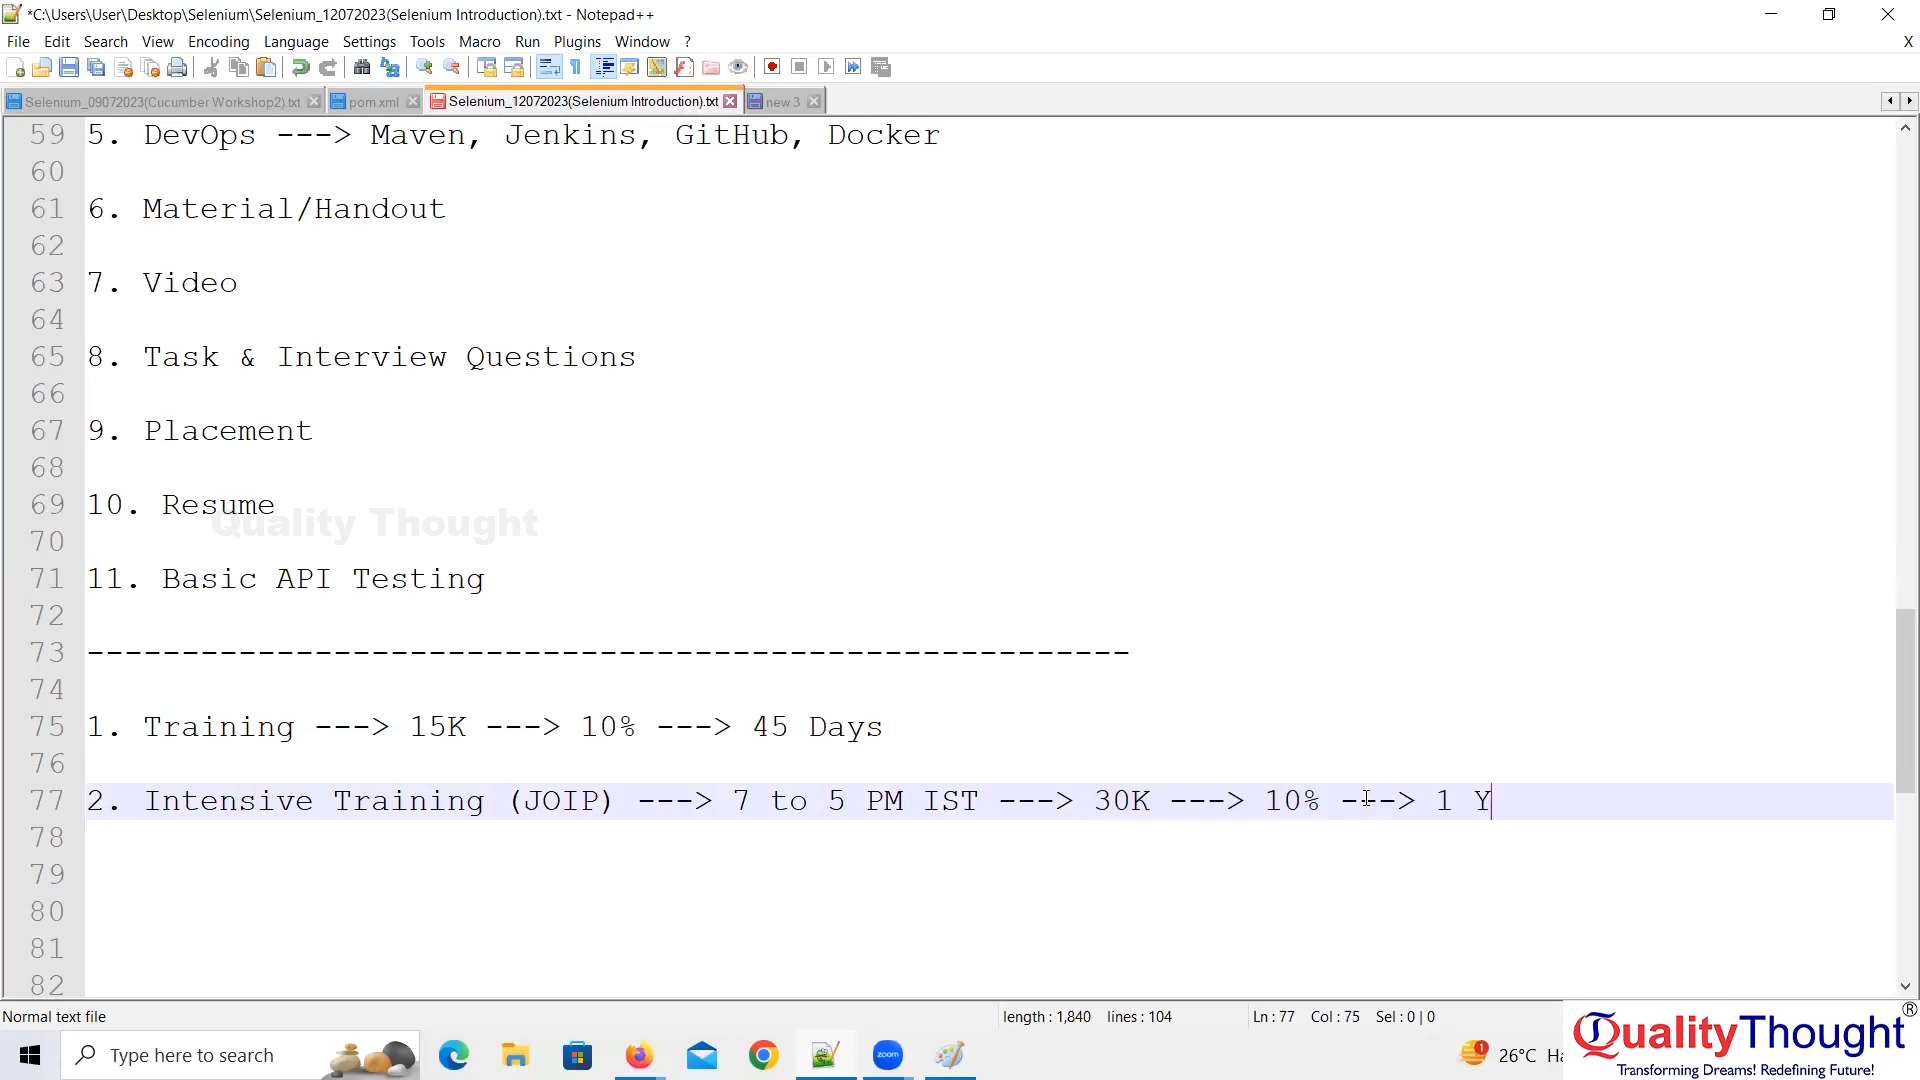 *C:\Users\User\Desktop\Selenium\Selenium_12072023(Selenium Introduction).txt - Notepad++
File Edit Search View Encoding Language Settings Tools Macro Run Plugins Window ? X
Selenium_09072023(Cucumber Workshop2).txt pom.xml Selenium_12072023(Selenium Introduction).txt new 3
59 5. DevOps ---> Maven, Jenkins, GitHub, Docker
60
61 6. Material/Handout
62
63 7. Video
64
65 8. Task & Interview Questions
66
67 9. Placement
68
69 10. Resume
Quality Thought
70
71 11. Basic API Testing
72
73 -------------------------------------------------------
74
75 1. Training ---> 15K ---> 10% ---> 45 Days
76
77 2. Intensive Training (JOIP) ---> 7 to 5 PM IST ---> 30K ---> 10% ---> 1 Y
78
79
80
81
82
Normal text file length : 1,840 lines : 104 Ln : 77 Col : 75 Sel : 0 | 0
Type here to search zoom 1 26°C
QualityThought ®
Transforming Dreams! Redefining Future!